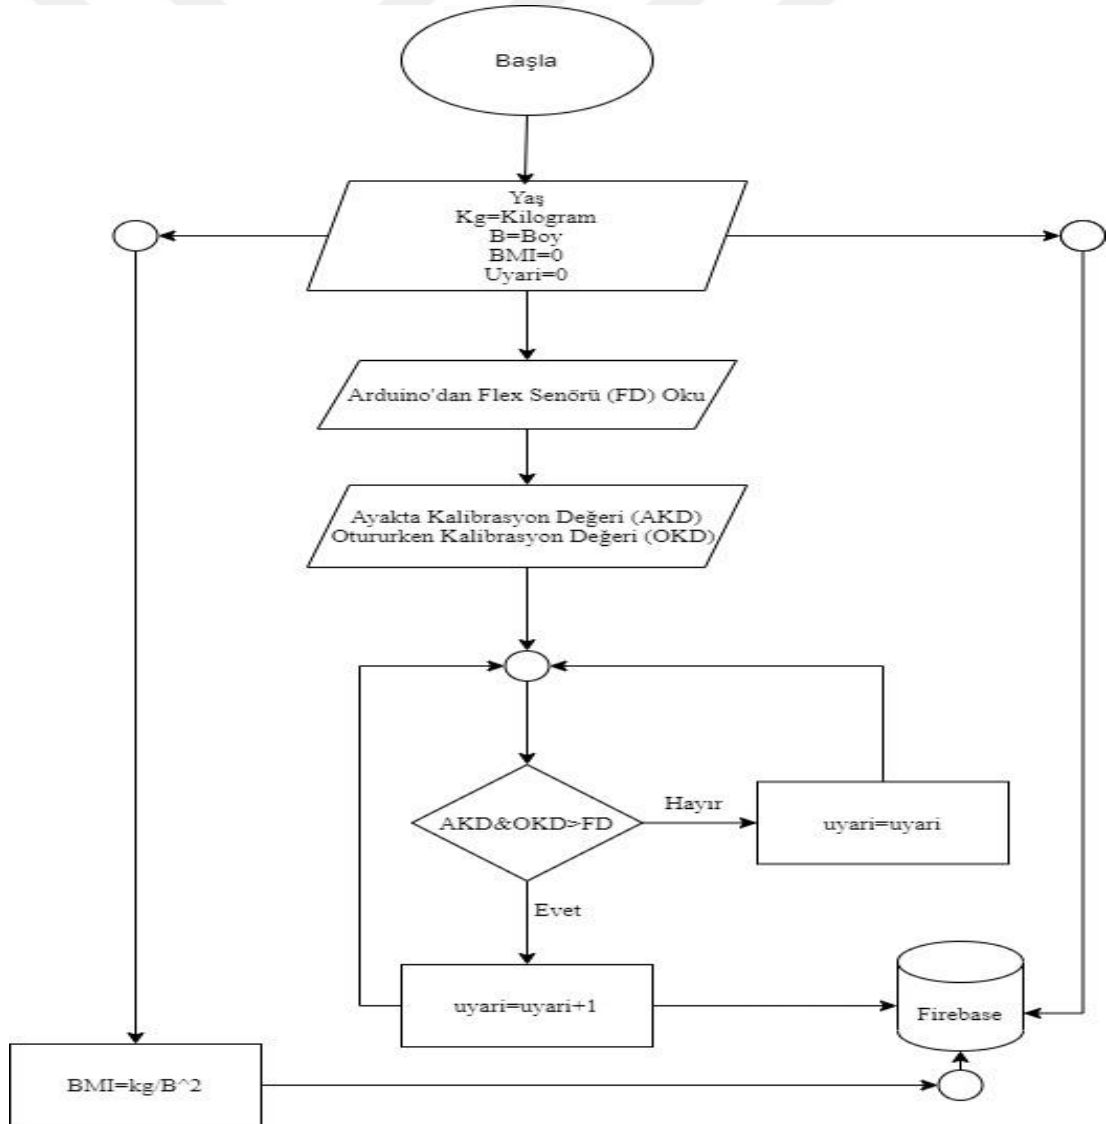 Başla
Yaş
Kg=Kilogram
B=Boy
BMI=0
Uyari=0
Arduino'dan Flex Senörü (FD) Oku
Ayakta Kalibrasyon Değeri (AKD)
Otururken Kalibrasyon Değeri (OKD)
AKD&OKD>FD
Hayır
uyari=uyari
Evet
uyari=uyari+1
Firebase
BMI=kg/B^2